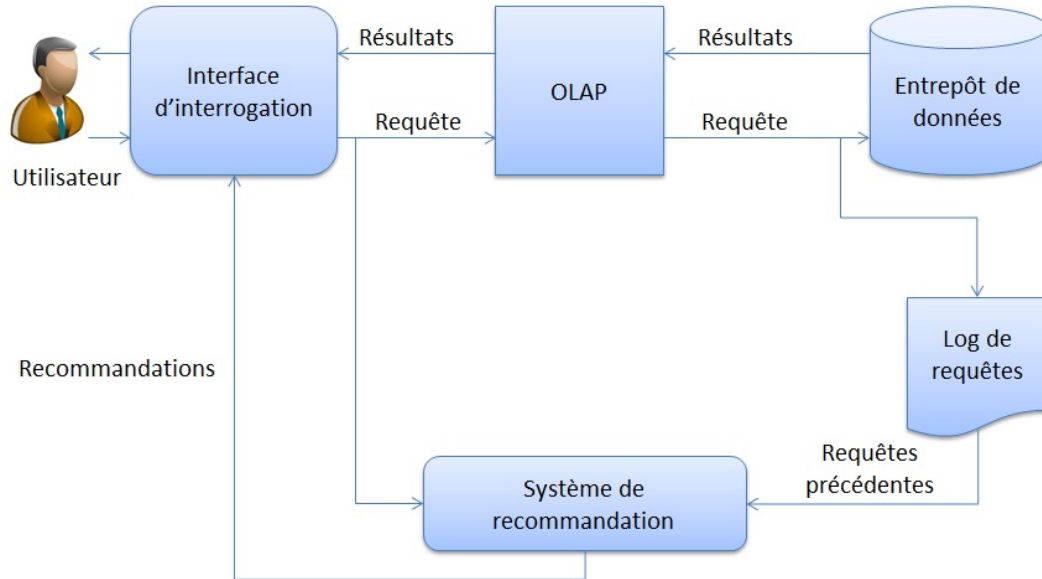 Résultats
Résultats
Interface
d'interrogation
OLAP
Entrepôt de
données
Requête
Requête
Utilisateur
Log de
requêtes
Recommandations
Requêtes
précédentes
Système de
recommandation